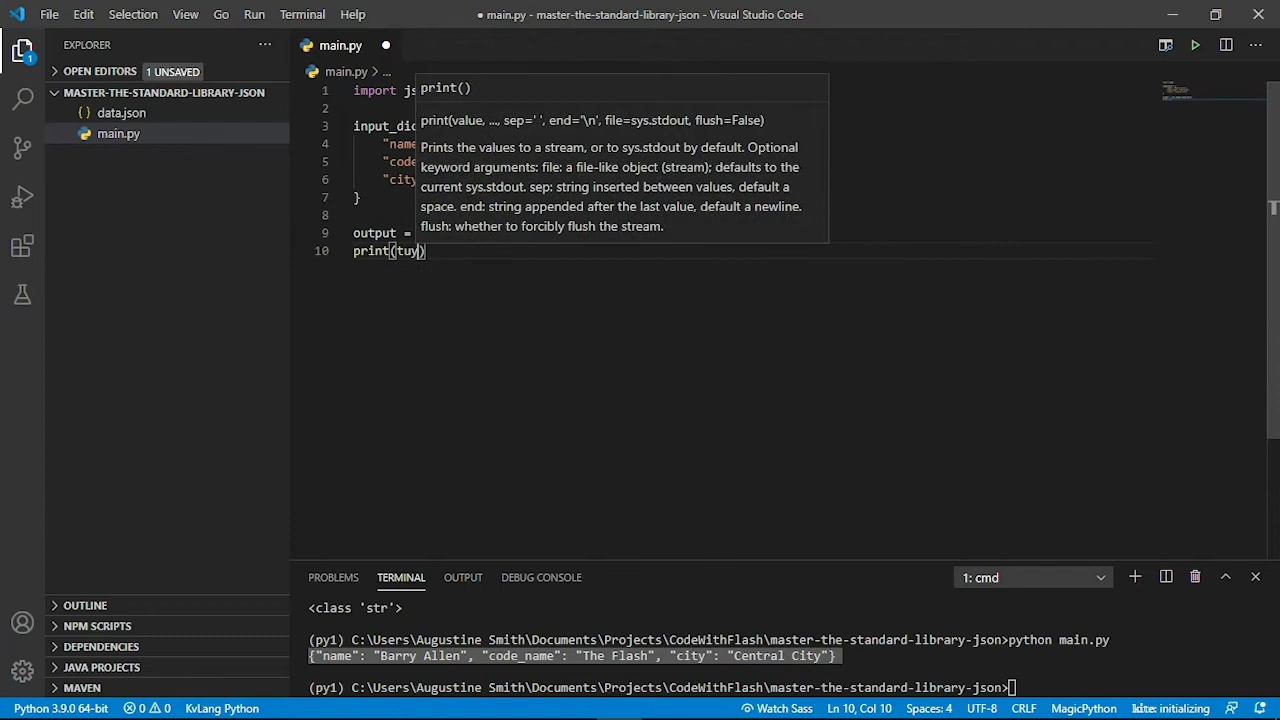 File Edit Selection View Go Run Terminal Help
● main.py - master-the-standard-library-json - Visual Studio Code
1
EXPLORER
OPEN EDITORS 1 UNSAVED
MASTER-THE-STANDARD-LIBRARY-JSON
{} data.json
main.py
OUTLINE
NPM SCRIPTS
DEPENDENCIES
JAVA PROJECTS
MAVEN
main.py ●
main.py > ...
1 import js
2
3 input_dic
4 "name
5 "code
6 "city
7 }
8
9 output =
10 print(tuy)
print()
print(value, ..., sep=' ', end='\n', file=sys.stdout, flush=False)
Prints the values to a stream, or to sys.stdout by default. Optional
keyword arguments: file: a file-like object (stream); defaults to the
current sys.stdout. sep: string inserted between values, default a
space. end: string appended after the last value, default a newline.
flush: whether to forcibly flush the stream.
PROBLEMS TERMINAL OUTPUT DEBUG CONSOLE
1: cmd
<class 'str'>
(py1) C:\Users\Augustine Smith\Documents\Projects\CodeWithFlash\master-the-standard-library-json>python main.py
{"name": "Barry Allen", "code_name": "The Flash", "city": "Central City"}
(py1) C:\Users\Augustine Smith\Documents\Projects\CodeWithFlash\master-the-standard-library-json>
Python 3.9.0 64-bit 0 0 KvLang Python Watch Sass Ln 10, Col 10 Spaces: 4 UTF-8 CRLF MagicPython kite: initializing